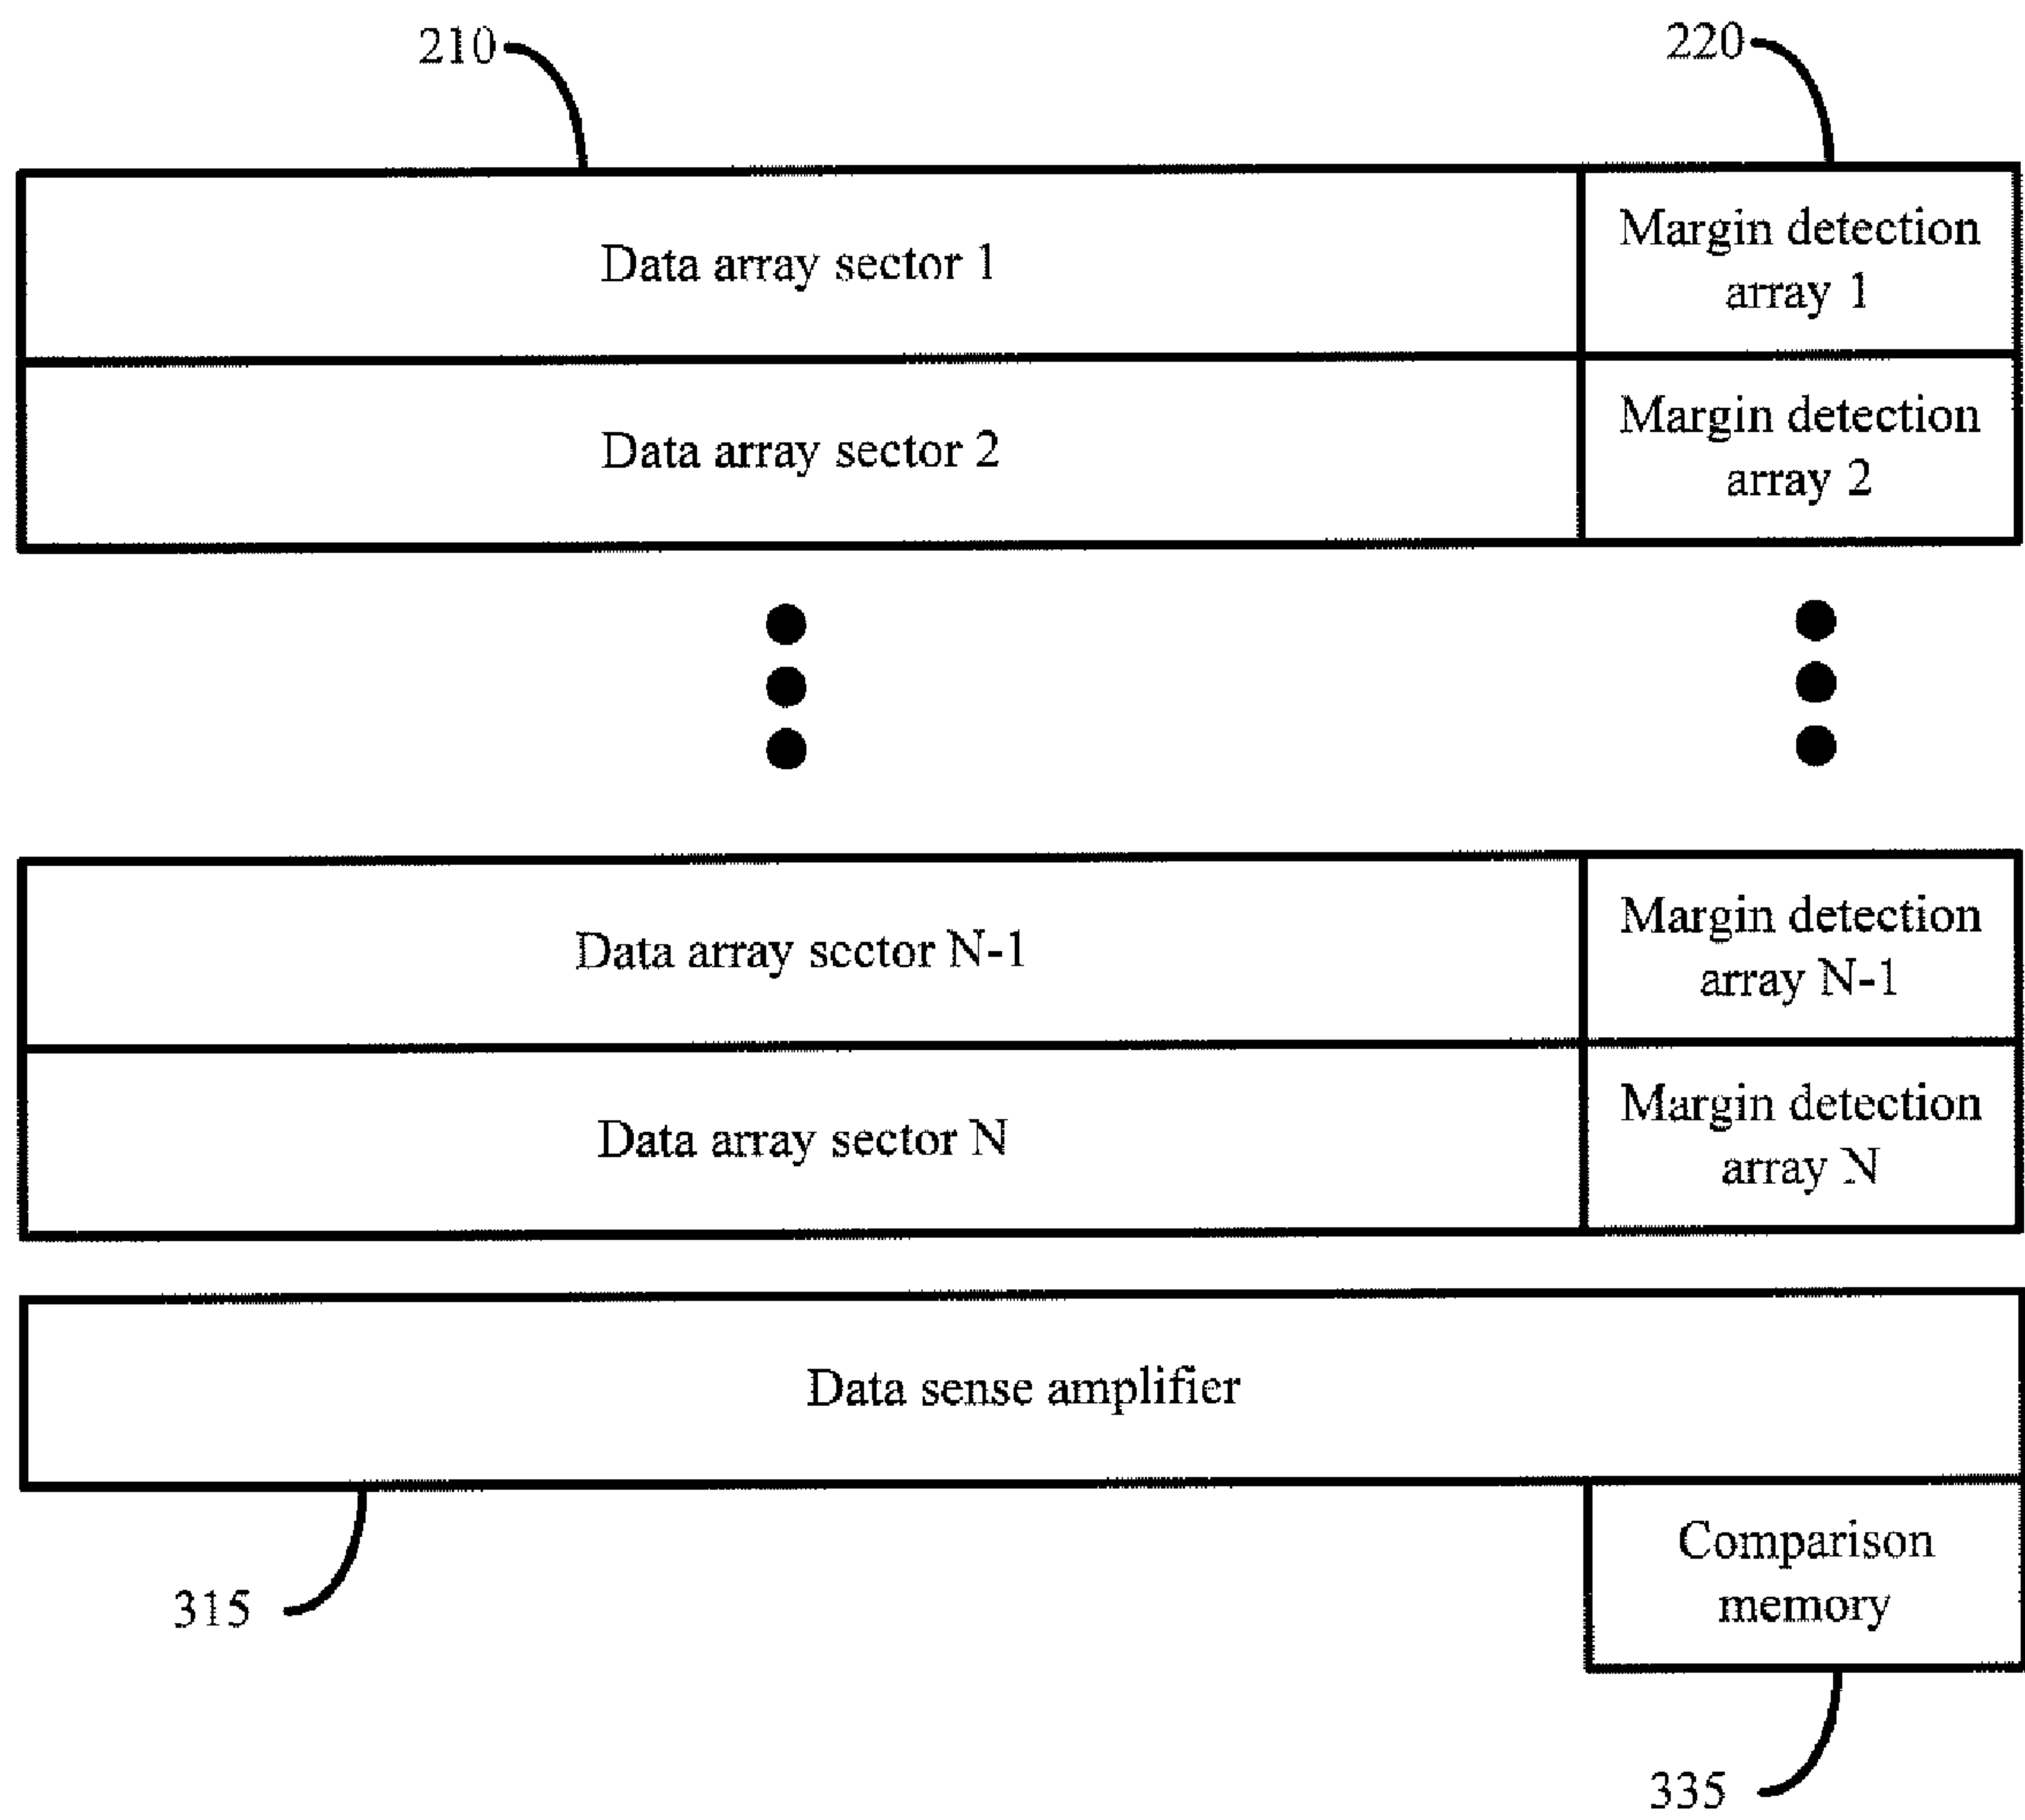 210
220
Data array sector 1
Margin detection
array 1
Data array sector 2
Margin detection
array 2
Data array sector N-1
Margin detection
array N-1
Data array sector N
Margin detection
array N
Data sense amplifier
Comparison
memory
315
335